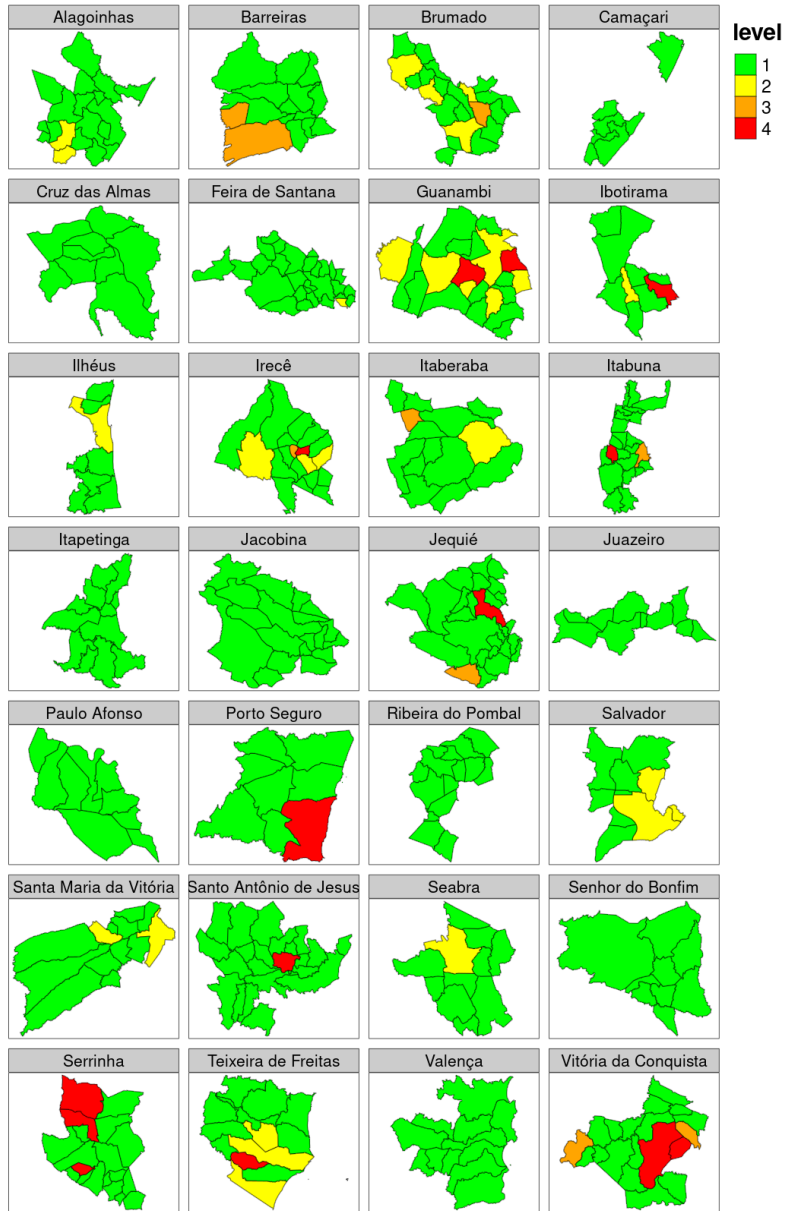 Alagoinhas
Barreiras
Brumado
Camaçari
level
1
2
3
4
Cruz das Almas
Feira de Santana
Guanambi
Ibotirama
Ilhéus
Irecê
Itaberaba
Itabuna
Itapetinga
Jacobina
Jequié
Juazeiro
Paulo Afonso
Porto Seguro
Ribeira do Pombal
Salvador
Santa Maria da Vitória
Santo Antônio de Jesus
Seabra
Senhor do Bonfim
Serrinha
Teixeira de Freitas
Valença
Vitória da Conquista